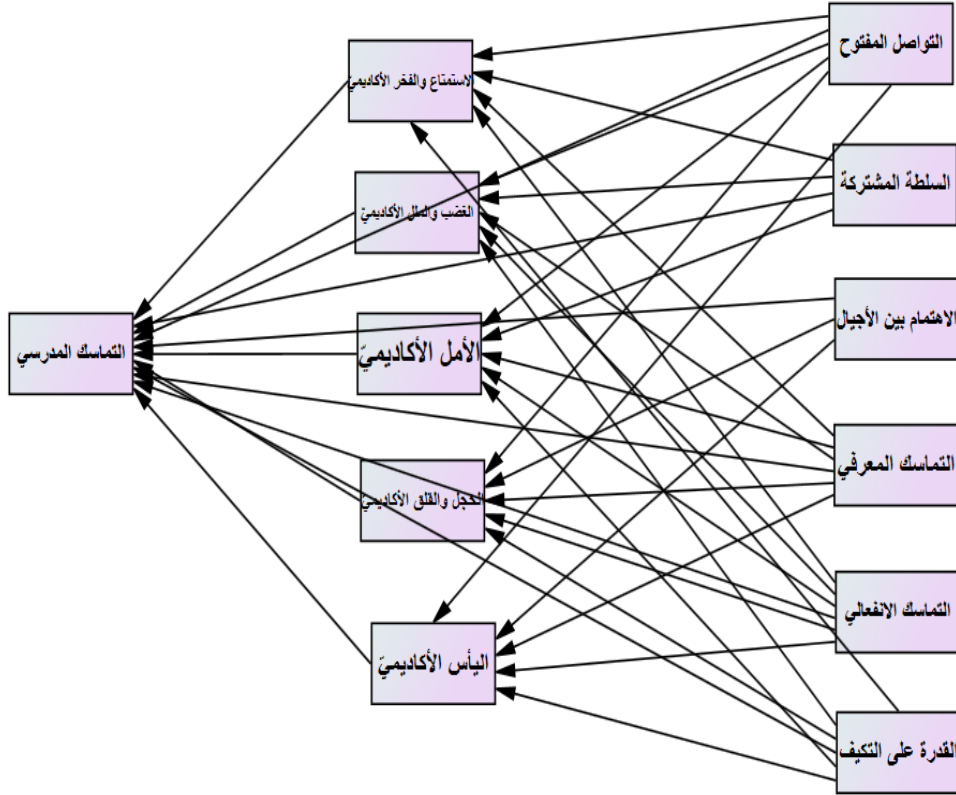 التواصل المفتوح
السلطة المشتركة
الاهتمام بين الأجيال
التماسك المعرفي
التماسك الانفعالي
القدرة على التكيف
لاستمتاع والفخر الأكاديميّ
الغضب والملل الأكاديميّ
الأمل الأكاديميّ
الخجل والقلق الأكاديميّ
اليأس الأكاديميّ
التماسك المدرسي